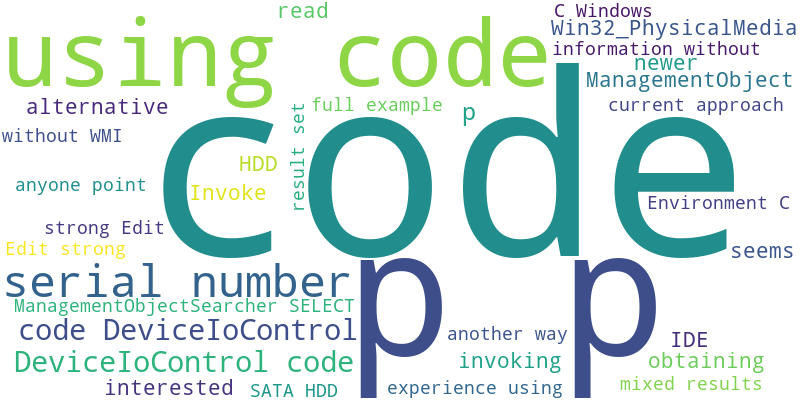 read
C Windows
using code
Win32_PhysicalMedia
information without
newer
ManagementObject
alternative
full example
p
current approach
without WMI
code
result set
HDD
anyone point
Invoke
Environment C
strong Edit
Edit strong
seems
serial number
p p
ManagementObjectSearcher SELECT
code DeviceIoControl
another way
IDE
DeviceIoControl code
invoking
obtaining
interested
SATA HDD
experience using
mixed results